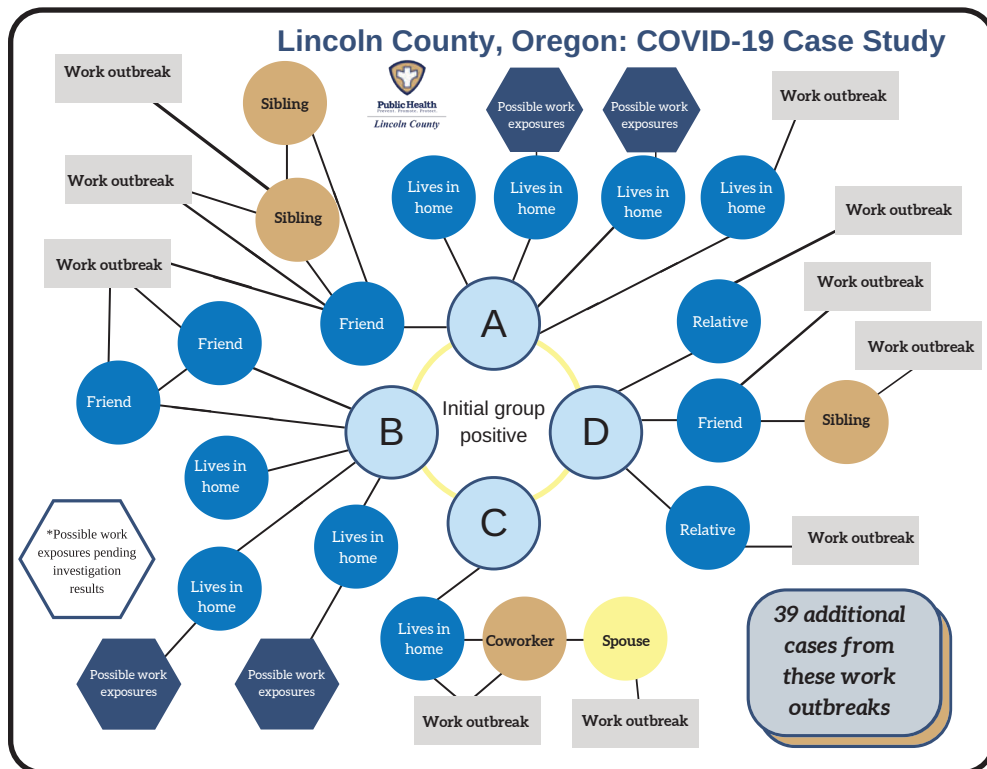 Lincoln County, Oregon: COVID-19 Case Study
Public Health
Prevent. Promote. Protect.
Lincoln County
Work outbreak
Sibling
Possible work
exposures
Possible work
exposures
Work outbreak
Work outbreak
Sibling
Lives in
home
Lives in
home
Lives in
home
Lives in
home
Work outbreak
Work outbreak
Friend
Friend
A
Relative
Work outbreak
Work outbreak
Friend
B
Initial group
positive
D
Friend
Sibling
Lives in
home
C
Relative
Work outbreak
*Possible work
exposures pending
investigation
results
Lives in
home
Lives in
home
Lives in
home
Coworker
Spouse
39 additional
cases from
these work
outbreaks
Possible work
exposures
Possible work
exposures
Work outbreak
Work outbreak